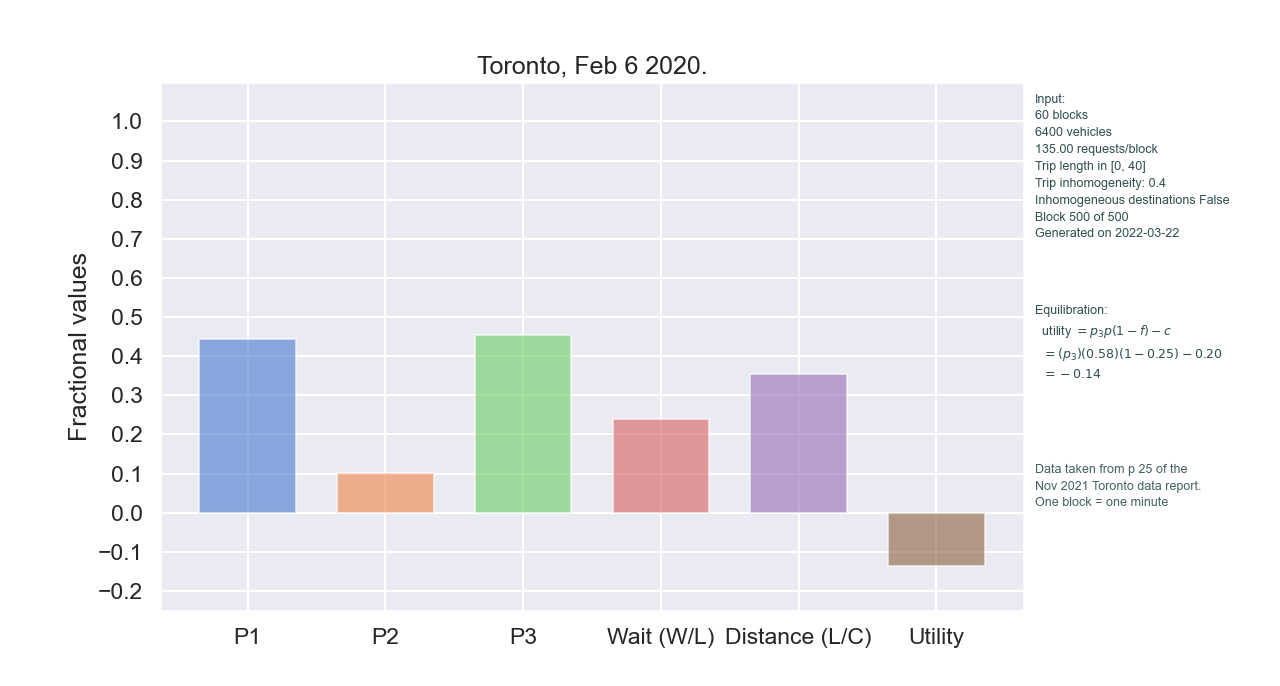 Toronto, Feb 6 2020.
Fractional values
1.0
0.9
0.8
0.7
0.6
0.5
0.4
0.3
0.2
0.1
0.0
−0.1
−0.2
P1 P2 P3 Wait (W/L) Distance (L/C) Utility
Input:
60 blocks
6400 vehicles
135.00 requests/block
Trip length in [0, 40]
Trip inhomogeneity: 0.4
Inhomogeneous destinations False
Block 500 of 500
Generated on 2022-03-22
Equilibration:
utility = p₃p(1 − f) − c
= (p₃)(0.58)(1 − 0.25) − 0.20
= − 0.14
Data taken from p 25 of the
Nov 2021 Toronto data report.
One block = one minute